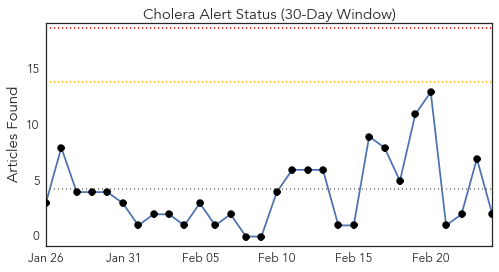 Cholera Alert Status (30-Day Window)
Articles Found
15
10
5
0
Jan 26 Jan 31 Feb 05 Feb 10 Feb 15 Feb 20